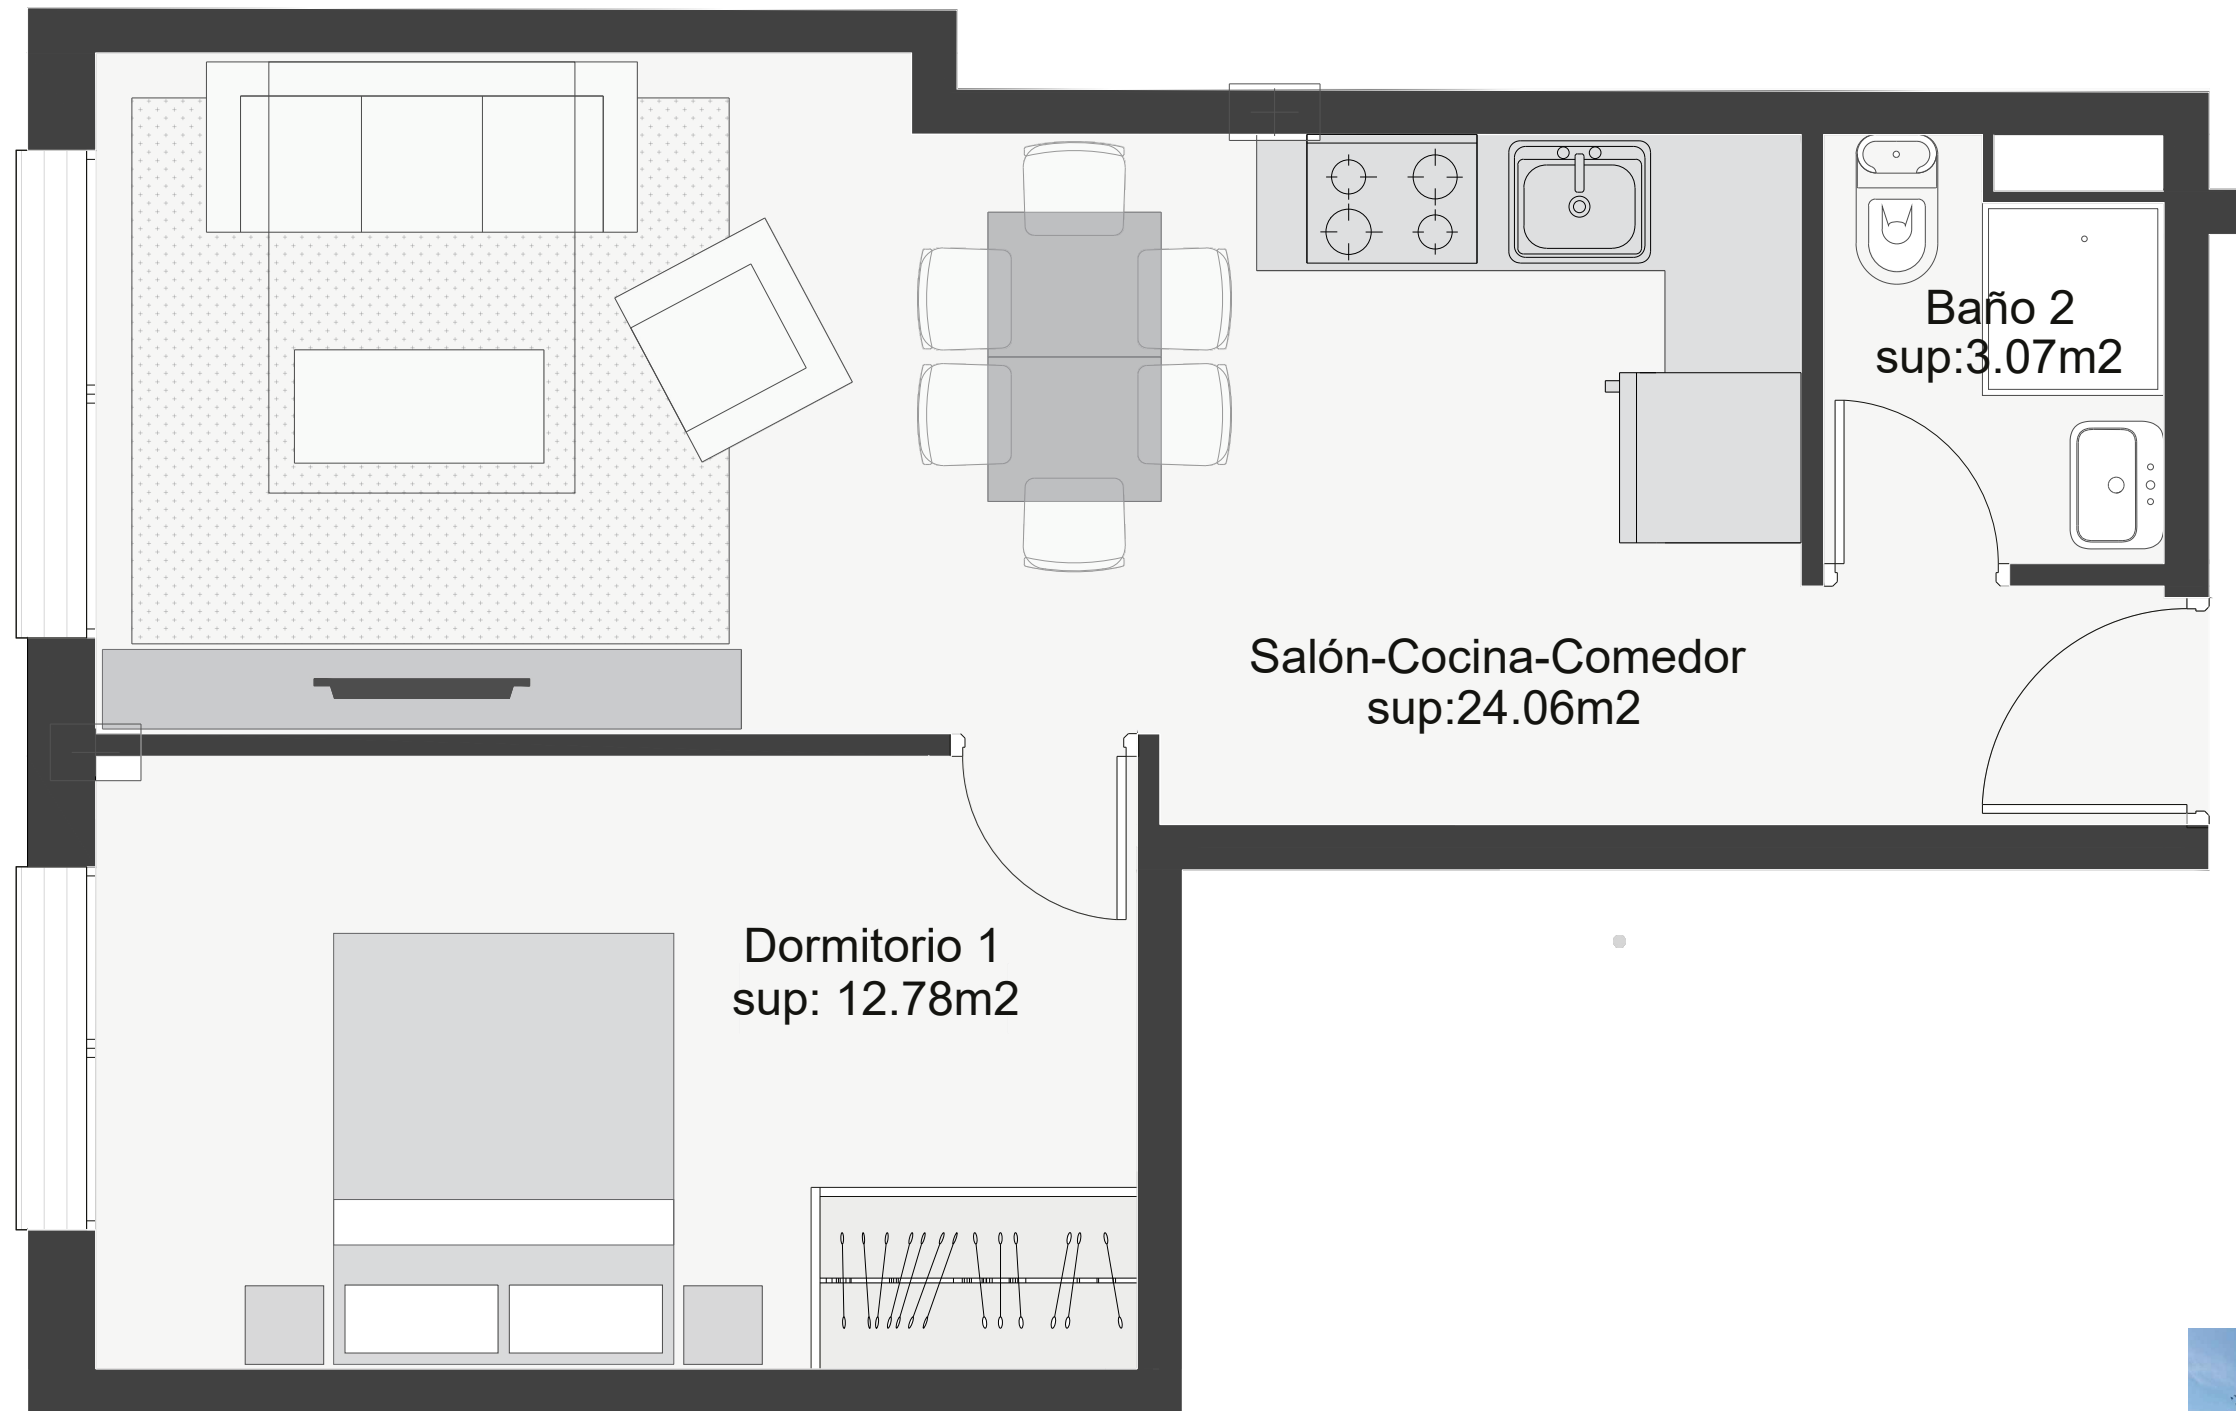 Baño 2
sup:3.07m2
Salón-Cocina-Comedor
sup:24.06m2
Dormitorio 1
sup: 12.78m2